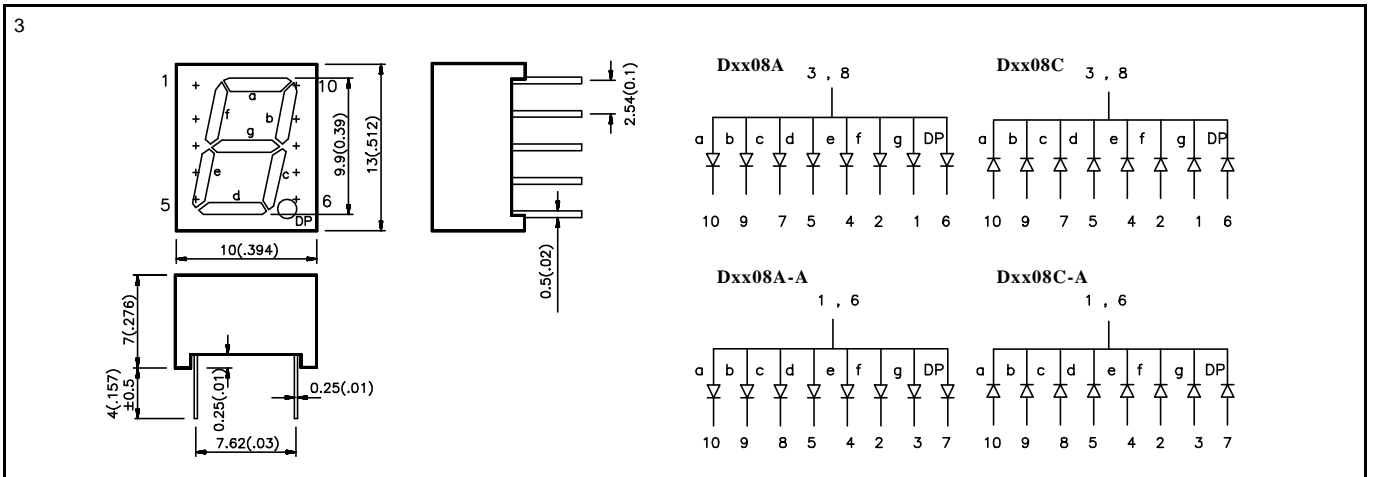 3
1
10
a
f
b
g
e
c
d
5
6
DP
9.9(0.39)
13(.512)
10(.394)
2.54(0.1)
0.5(.02)
7(.276)
4(.157)
±0.5
0.25(.01)
0.25(.01)
7.62(.03)
Dxx08A
3 , 8
a b c d e f g DP
10 9 7 5 4 2 1 6
Dxx08C
3 , 8
a b c d e f g DP
10 9 7 5 4 2 1 6
Dxx08A-A
1 , 6
a b c d e f g DP
10 9 8 5 4 2 3 7
Dxx08C-A
1 , 6
a b c d e f g DP
10 9 8 5 4 2 3 7